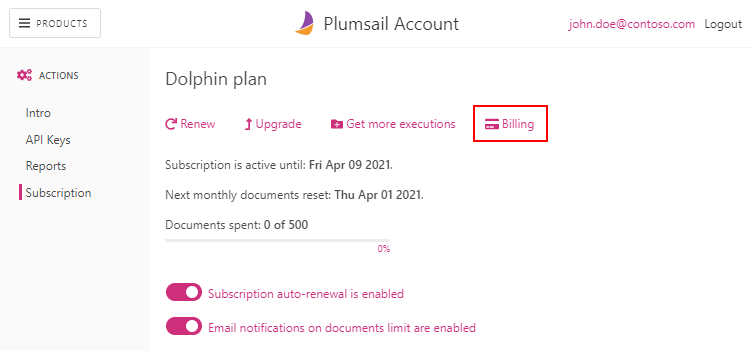 PRODUCTS
Plumsail Account
john.doe@contoso.com Logout
ACTIONS
Intro
API Keys
Reports
Subscription
Dolphin plan
Renew Upgrade Get more executions Billing
Subscription is active until: Fri Apr 09 2021.
Next monthly documents reset: Thu Apr 01 2021.
Documents spent: 0 of 500
0%
Subscription auto-renewal is enabled
Email notifications on documents limit are enabled